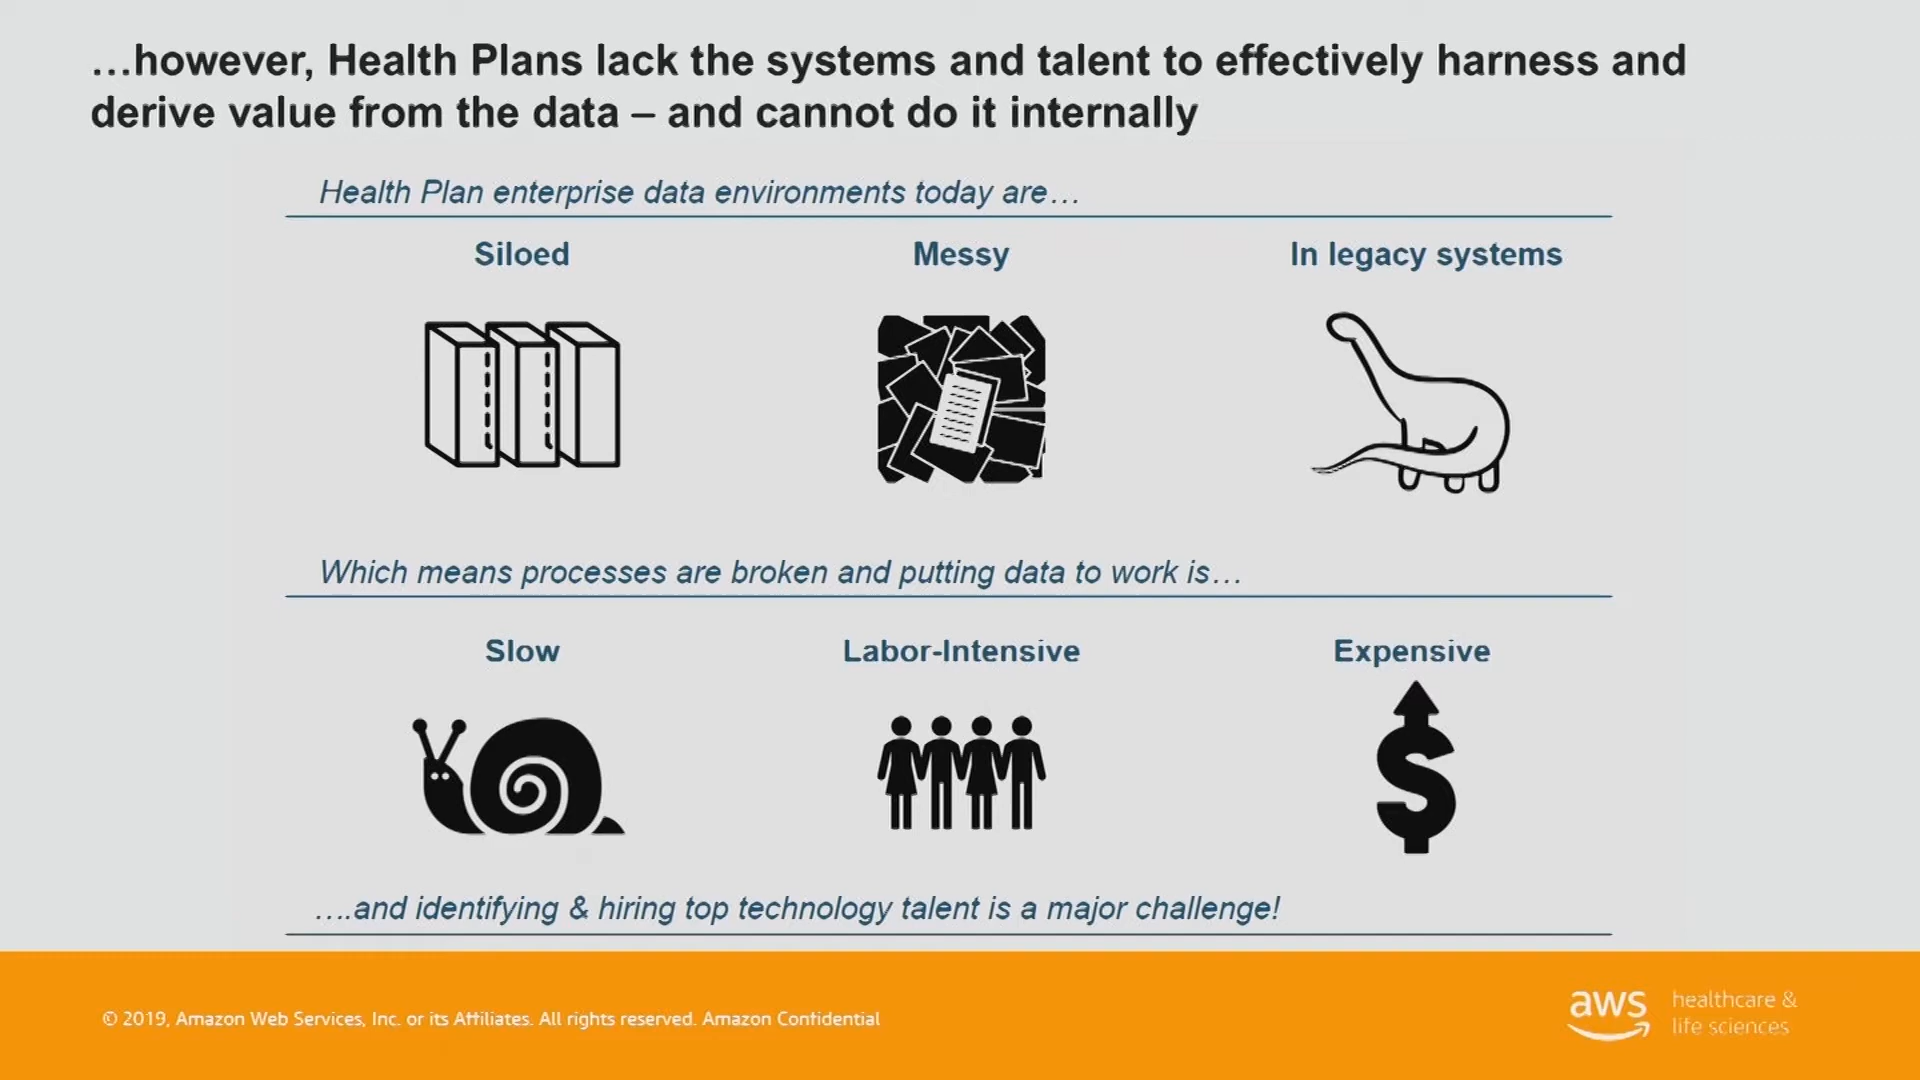 …however, Health Plans lack the systems and talent to effectively harness and
derive value from the data – and cannot do it internally
Health Plan enterprise data environments today are…
Siloed
Messy
In legacy systems
Which means processes are broken and putting data to work is…
Slow
Labor-Intensive
Expensive
….and identifying & hiring top technology talent is a major challenge!
© 2019, Amazon Web Services, Inc. or its Affiliates. All rights reserved. Amazon Confidential
aws
healthcare &
life sciences